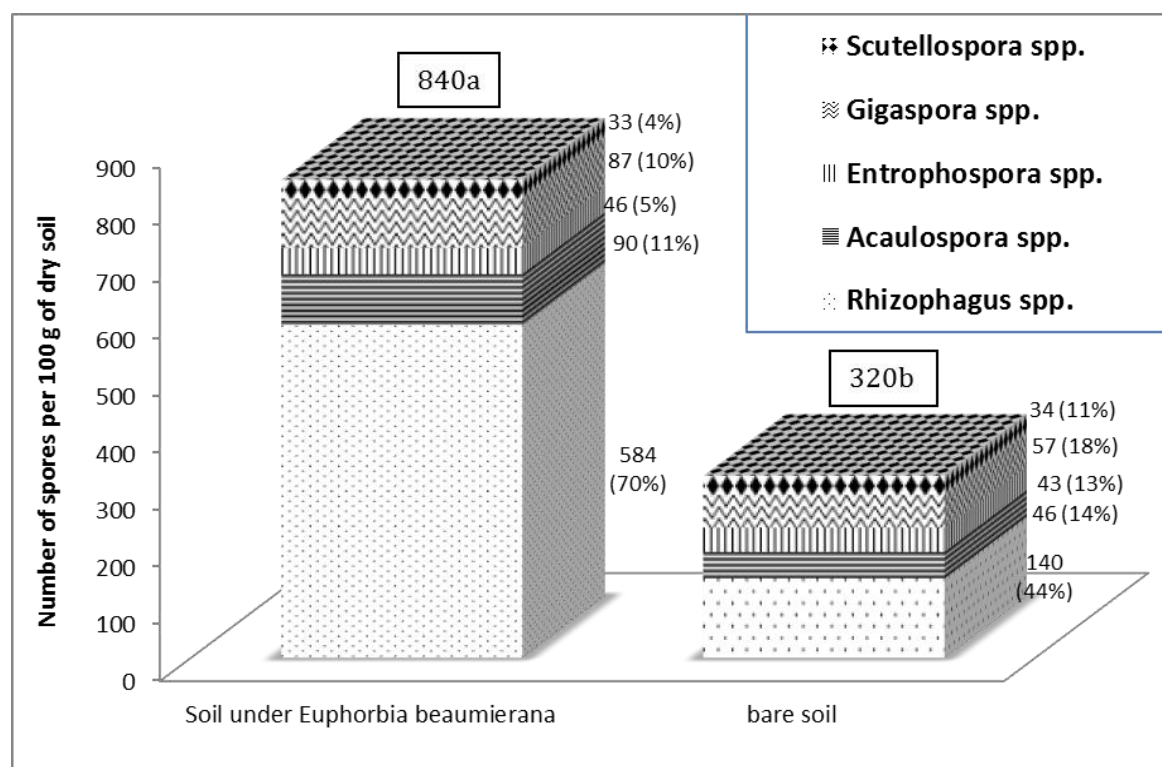 Scutellospora spp.
Gigaspora spp.
Entrophospora spp.
Acaulospora spp.
Rhizophagus spp.
840a
33 (4%)
87 (10%)
46 (5%)
90 (11%)
584
(70%)
320b
34 (11%)
57 (18%)
43 (13%)
46 (14%)
140
(44%)
Number of spores per 100 g of dry soil
900
800
700
600
500
400
300
200
100
0
Soil under Euphorbia beaumierana
bare soil